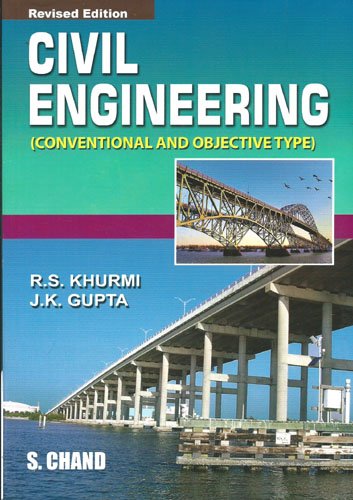 Revised Edition
CIVIL
ENGINEERING
(CONVENTIONAL AND OBJECTIVE TYPE)
R.S. KHURMI
J.K. GUPTA
S. CHAND